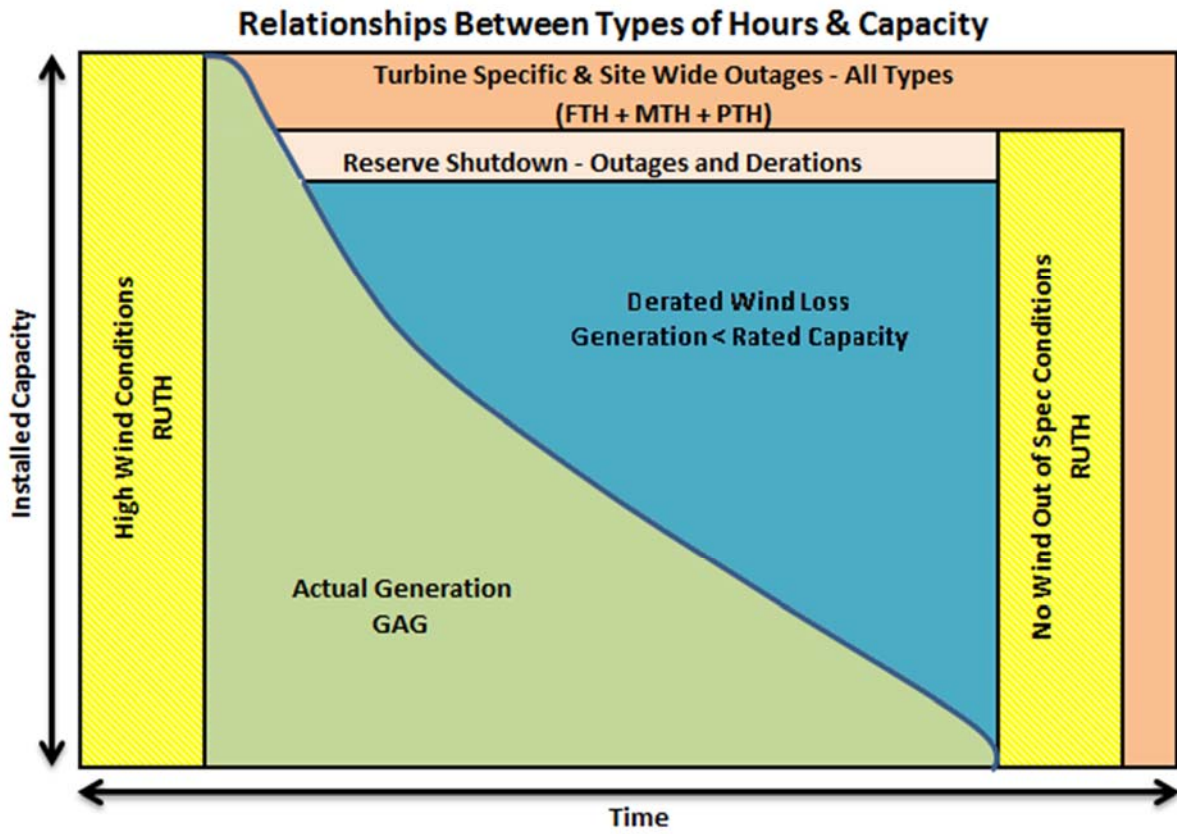 Relationships Between Types of Hours & Capacity
Turbine Specific & Site Wide Outages - All Types
(FTH + MTH + PTH)
Reserve Shutdown - Outages and Derations
Derated Wind Loss
Generation < Rated Capacity
Installed Capacity
High Wind Conditions
RUTH
Actual Generation
GAG
No Wind Out of Spec Conditions
RUTH
Time